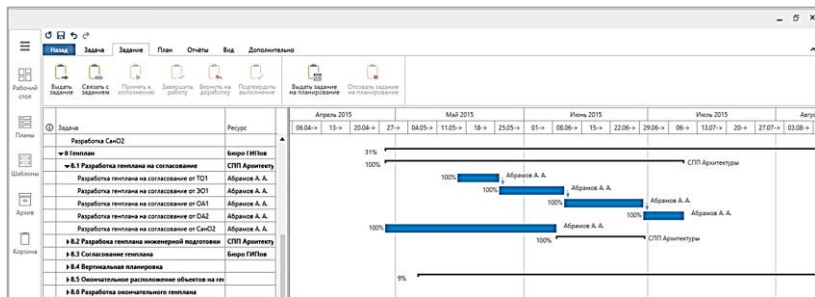 Назад Задача Задание План Отчёты Вид Дополнительно
Рабочий стол
Планы
Шаблоны
Архив
Корзина
Выдать задание
Связать с заданием
Принять к исполнению
Завершить работу
Вернуть на доработку
Подтвердить выполнение
Выдать задание на планирование
Отозвать задание на планирование
Задача Ресурс
Апрель 2015 Май 2015 Июнь 2015 Июль 2015 Авгус
06.04-> 13-> 20.04-> 27-> 04.05-> 11.05-> 18-> 25.05-> 01-> 08.06-> 15-> 22.06-> 29.06-> 06-> 13.07-> 20-> 27.07-> 03.08->
Разработка СанО2
8 Генплан Бюро ГИПов 31%
8.1 Разработка генплана на согласование СПП Архитектy 100% СПП Архитектуры
Разработка генплана на согласование от ТО1 Абрамов А. А. 100% Абрамов А. А.
Разработка генплана на согласование от ЭО1 Абрамов А. А. 100% Абрамов А. А.
Разработка генплана на согласование от ОА1 Абрамов А. А. 100% Абрамов А. А.
Разработка генплана на согласование от ОА2 Абрамов А. А. 100% Абрамов А. А.
Разработка генплана на согласование от СанО2 Абрамов А. А. 100% Абрамов А. А.
8.2 Разрабока генплана инженерной подготовки СПП Архитекту 100% СПП Архитектуры
8.3 Согласование генплана Бюро ГИПов
8.4 Вертикальная планировка
8.5 Окончательное расположение объектов на ген 9%
8.6 Разработка окончательного генплана